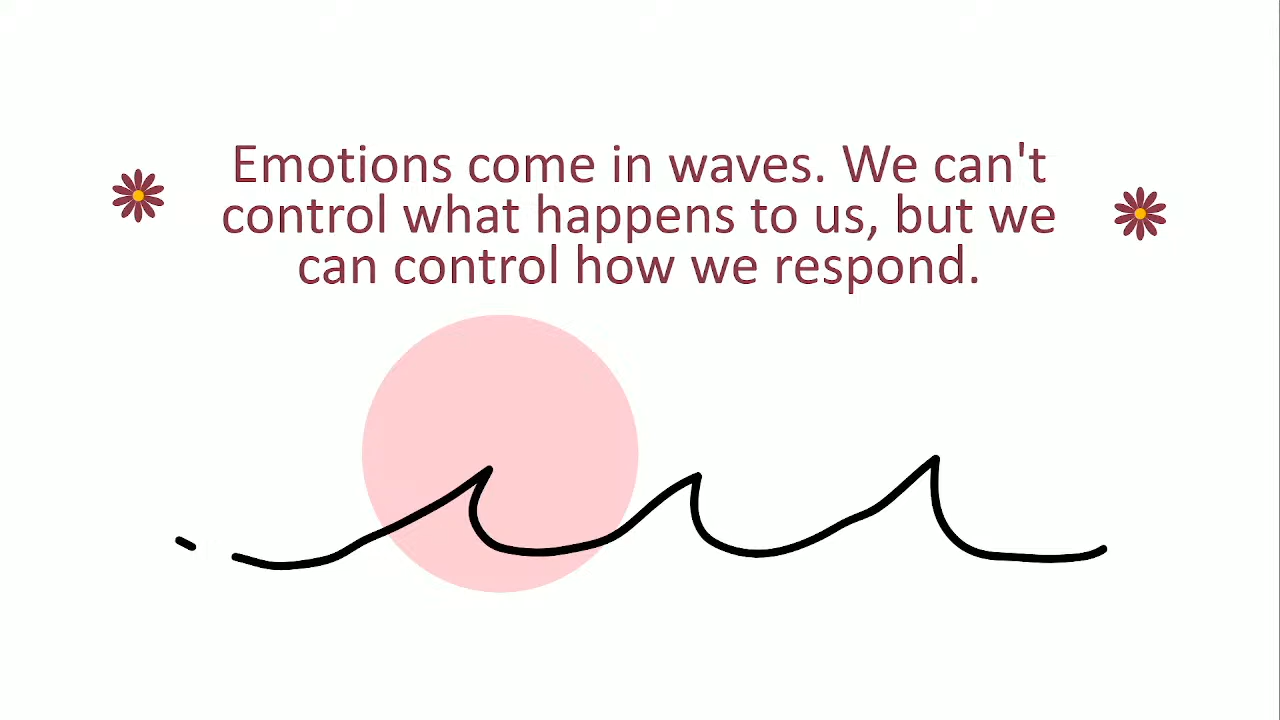 Emotions come in waves. We can't
control what happens to us, but we
can control how we respond.